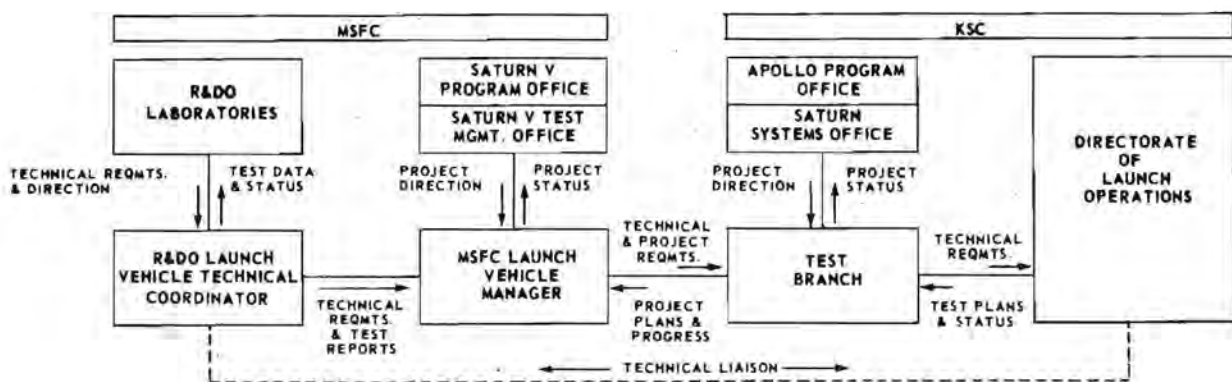 MSFC
KSC
R&DO
LABORATORIES
SATURN V
PROGRAM OFFICE
SATURN V TEST
MGMT. OFFICE
APOLLO PROGRAM
OFFICE
SATURN
SYSTEMS OFFICE
DIRECTORATE
OF
LAUNCH
OPERATIONS
TECHNICAL REQMTS.
& DIRECTION
TEST DATA
& STATUS
PROJECT
DIRECTION
PROJECT
STATUS
PROJECT
DIRECTION
PROJECT
STATUS
R&DO LAUNCH
VEHICLE TECHNICAL
COORDINATOR
TECHNICAL
REQMTS.
& TEST
REPORTS
MSFC LAUNCH
VEHICLE
MANAGER
TECHNICAL
& PROJECT
REQMTS.
PROJECT
PLANS &
PROGRESS
TEST
BRANCH
TECHNICAL
REQMTS.
TEST PLANS
& STATUS
TECHNICAL LIAISON